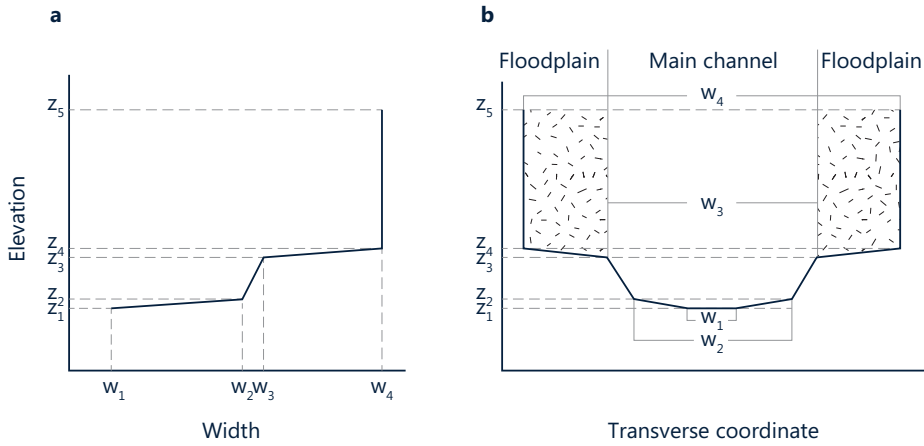 a
z5
z4
z3
z2
z1
Elevation
w1
w2
w3
w4
Width
b
Floodplain
Main channel
Floodplain
w4
z5
w3
z4
z3
z2
z1
w1
w2
Transverse coordinate